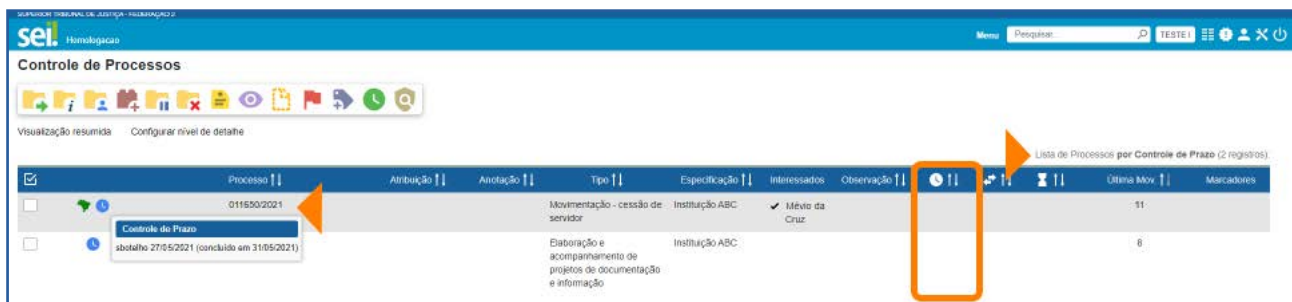 SUPERIOR TRIBUNAL DE JUSTIÇA - FEDERAÇÃO 2
sei. Homologacao
Menu Pesquisar... TESTE I
Controle de Processos
Visualização resumida Configurar nível de detalhe
Lista de Processos por Controle de Prazo (2 registros).
Processo Atribuição Anotação Tipo Especificação Interessados Observação Última Mov. Marcadores
011650/2021 Movimentação - cessão de Instituição ABC Mévio da 11
servidor Cruz
Controle de Prazo
sbotelho 27/05/2021 (concluído em 31/05/2021)
Elaboração e Instituição ABC 8
acompanhamento de
projetos de documentação
e informação